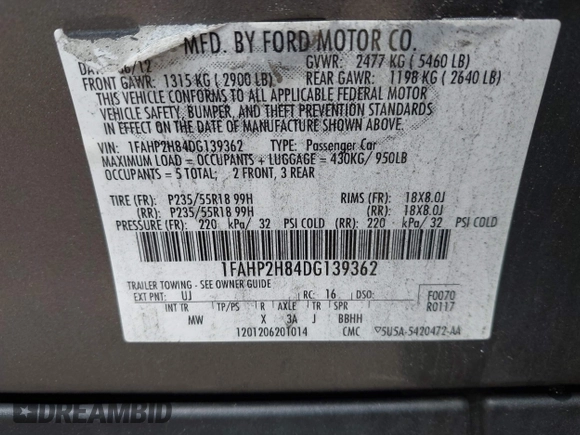 MFD. BY FORD MOTOR CO.
/12 GVWR: 2477 KG ( 5460 LB)
FRONT GAWR: 1315 KG ( 2900 LB) REAR GAWR: 1198 KG ( 2640 LB)
THIS VEHICLE CONFORMS TO ALL APPLICABLE FEDERAL MOTOR
VEHICLE SAFETY, BUMPER, AND THEFT PREVENTION STANDARDS
IN EFFECT ON THE DATE OF MANUFACTURE SHOWN ABOVE.
VIN: 1FAHP2H84DG139362 TYPE: Passenger Car
MAXIMUM LOAD = OCCUPANTS + LUGGAGE = 430KG/ 950LB
OCCUPANTS = 5 TOTAL; 2 FRONT, 3 REAR
TIRE (FR): P235/55R18 99H RIMS (FR): 18X8.0J
(RR): P235/55R18 99H (RR): 18X8.0J
PRESSURE (FR): 220 kPa/ 32 PSI COLD (RR): 220 kPa/ 32 PSI COLD
1FAHP2H84DG139362
TRAILER TOWING - SEE OWNER GUIDE
EXT PNT: UJ RC: 16 DSO: F0070
INT TR TP/PS R AXLE TR SPR R0117
MW X 3A J BBHH
1201206201014 CMC 5U5A-5420472-AA
DREAMBID